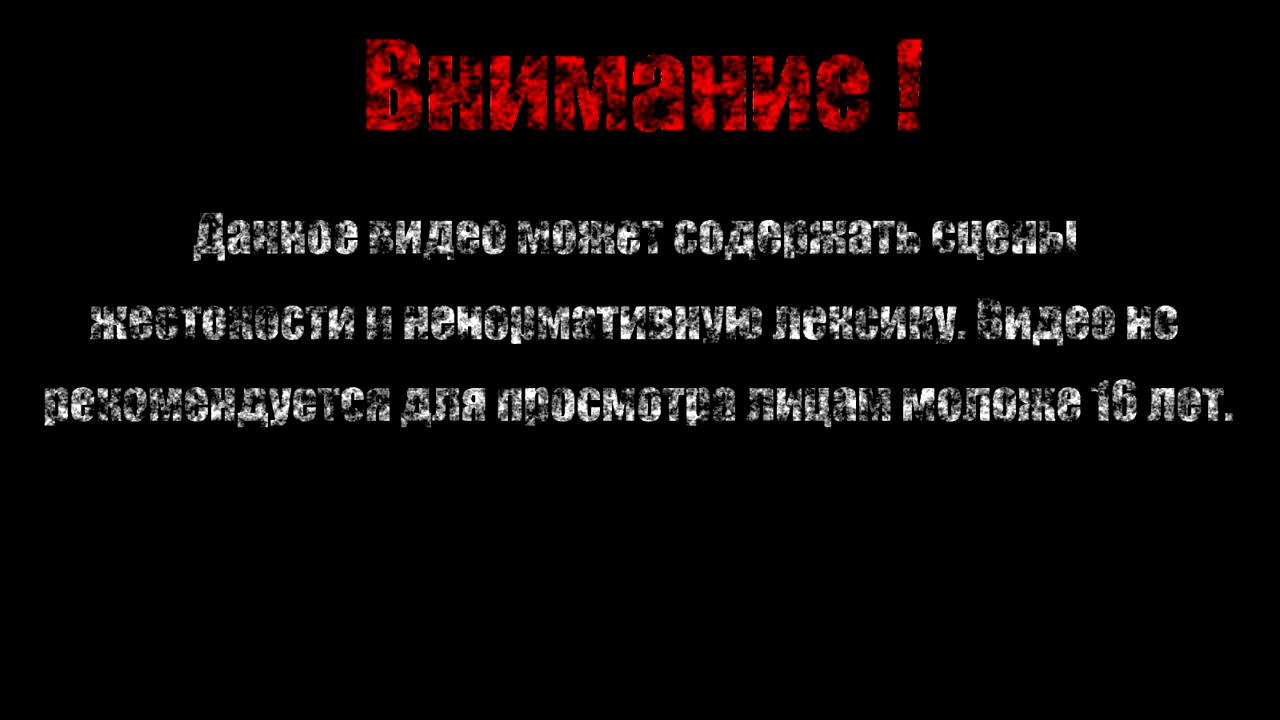 Внимание !
Данное видео может содержать сцены
жестокости и ненормативную лексику. Видео не
рекомендуется для просмотра лицам моложе 16 лет.